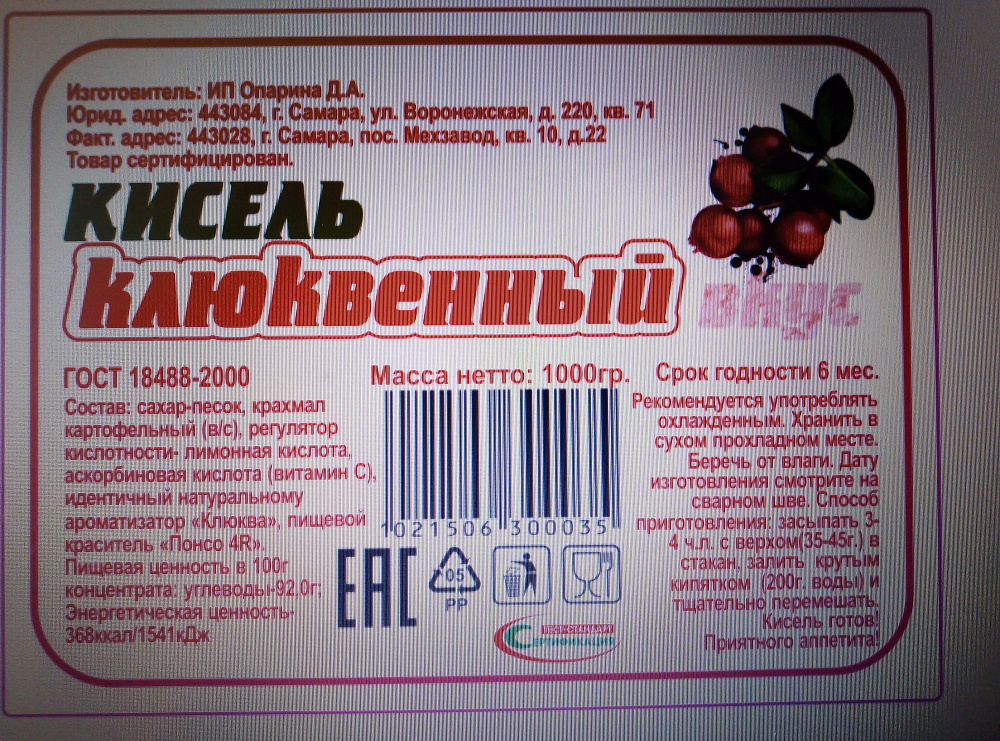 Изготовитель: ИП Опарина Д.А.
Юрид. адрес: 443084, г. Самара, ул. Воронежская, д. 220, кв. 71
Факт. адрес: 443028, г. Самара, пос. Мехзавод, кв. 10, д.22
Товар сертифицирован.
КИСЕЛЬ
КЛЮКВЕННЫЙ
ВКУС
ГОСТ 18488-2000
Состав: сахар-песок, крахмал
картофельный (в/с), регулятор
кислотности- лимонная кислота,
аскорбиновая кислота (витамин С),
идентичный натуральному
ароматизатор «Клюква», пищевой
краситель «Понсо 4R».
Пищевая ценность в 100г
концентрата: углеводы-92.0г;
Энергетическая ценность-
368ккал/1541кДж
Масса нетто: 1000гр.
1021506 300035
EAC
05
PP
ТЕСТ-СТАНДАРТ
СЕРТИФИКАЦИЯ
Срок годности 6 мес.
Рекомендуется употреблять
охлажденным. Хранить в
сухом прохладном месте.
Беречь от влаги. Дату
изготовления смотрите на
сварном шве. Способ
приготовления: засыпать 3-
4 ч.л. с верхом(35-45г.) в
стакан, залить крутым
кипятком (200г. воды) и
тщательно перемешать.
Кисель готов!
Приятного аппетита!